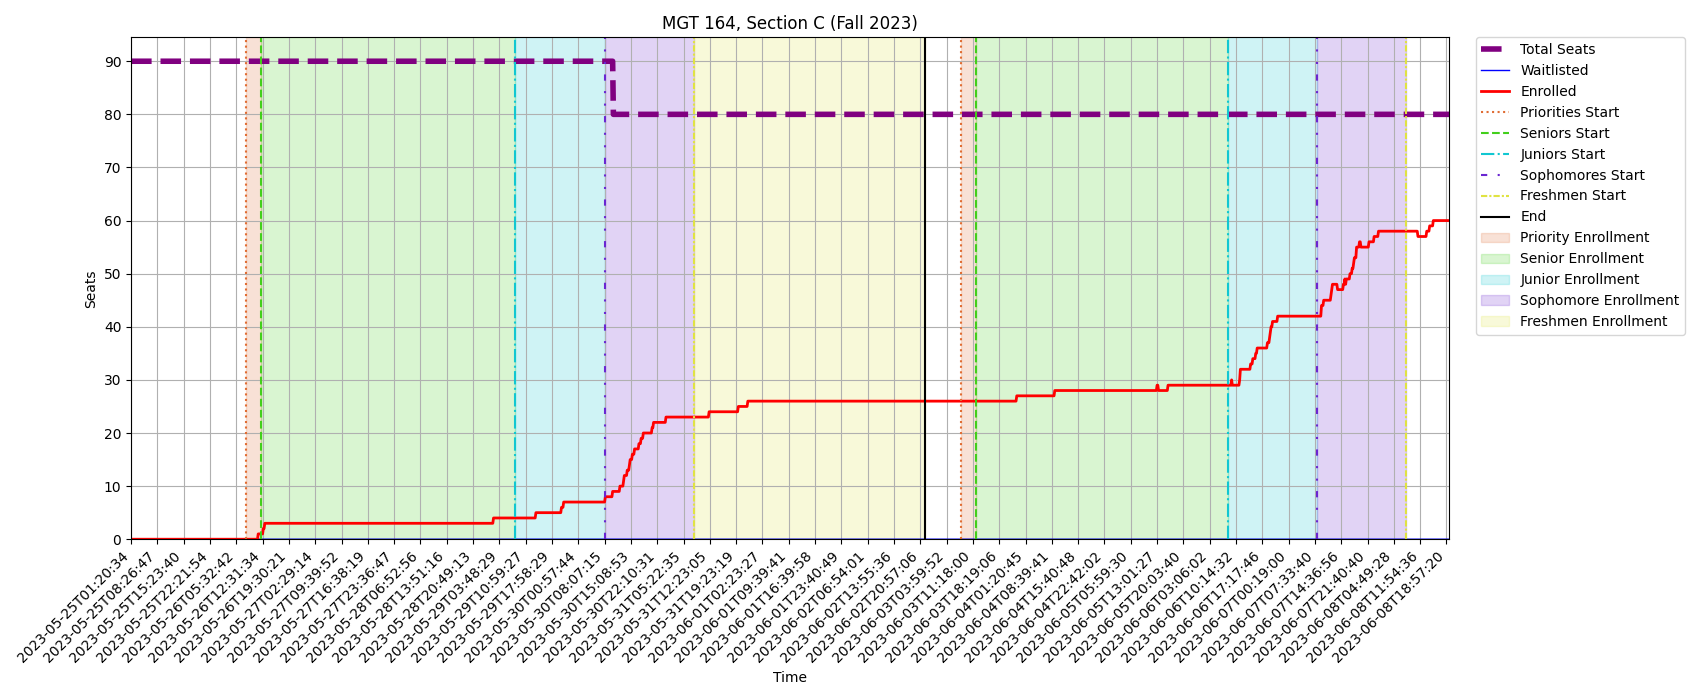 MGT 164, Section C (Fall 2023)
Seats
90
80
70
60
50
40
30
20
10
0
2023-05-25T01:20:34
2023-05-25T08:26:47
2023-05-25T15:23:40
2023-05-25T22:21:54
2023-05-26T05:32:42
2023-05-26T12:31:34
2023-05-26T19:30:21
2023-05-27T02:29:14
2023-05-27T09:39:52
2023-05-27T16:38:19
2023-05-27T23:36:47
2023-05-28T06:52:56
2023-05-28T13:51:16
2023-05-28T20:49:13
2023-05-29T03:48:29
2023-05-29T10:59:27
2023-05-29T17:58:29
2023-05-30T00:57:44
2023-05-30T08:07:15
2023-05-30T15:08:53
2023-05-30T22:10:31
2023-05-31T05:22:35
2023-05-31T12:23:05
2023-05-31T19:23:19
2023-06-01T02:23:27
2023-06-01T09:39:41
2023-06-01T16:39:58
2023-06-01T23:40:49
2023-06-02T06:54:01
2023-06-02T13:55:36
2023-06-02T20:57:06
2023-06-03T03:59:52
2023-06-03T11:18:00
2023-06-03T18:19:06
2023-06-04T01:20:45
2023-06-04T08:39:41
2023-06-04T15:40:48
2023-06-04T22:42:02
2023-06-05T05:59:30
2023-06-05T13:01:27
2023-06-05T20:03:40
2023-06-06T03:06:02
2023-06-06T10:14:32
2023-06-06T17:17:46
2023-06-07T00:19:00
2023-06-07T07:33:40
2023-06-07T14:36:56
2023-06-07T21:40:40
2023-06-08T04:49:28
2023-06-08T11:54:36
2023-06-08T18:57:20
Time
Total Seats
Waitlisted
Enrolled
Priorities Start
Seniors Start
Juniors Start
Sophomores Start
Freshmen Start
End
Priority Enrollment
Senior Enrollment
Junior Enrollment
Sophomore Enrollment
Freshmen Enrollment